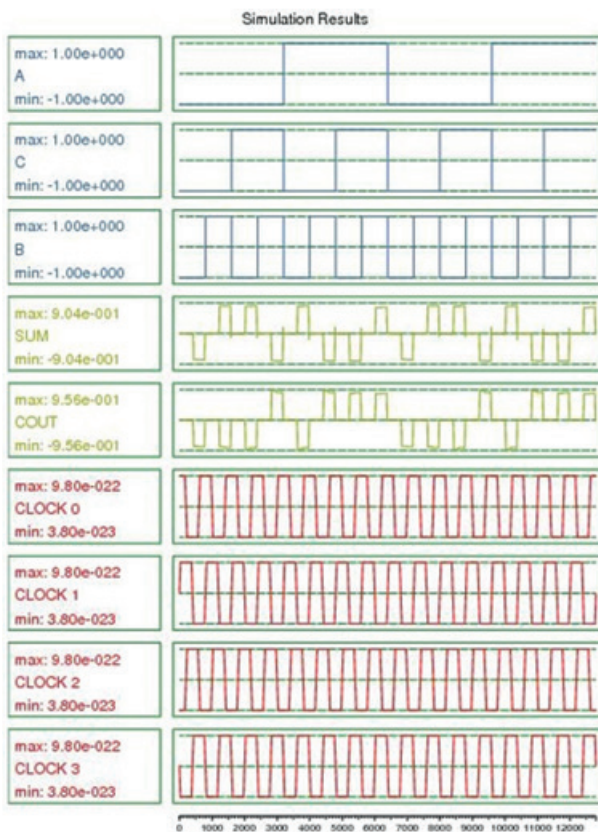 Simulation Results
max: 1.00e+000
A
min: -1.00e+000
max: 1.00e+000
C
min: -1.00e+000
max: 1.00e+000
B
min: -1.00e+000
max: 9.04e-001
SUM
min: -9.04e-001
max: 9.56e-001
COUT
min: -9.56e-001
max: 9.80e-022
CLOCK 0
min: 3.80e-023
max: 9.80e-022
CLOCK 1
min: 3.80e-023
max: 9.80e-022
CLOCK 2
min: 3.80e-023
max: 9.80e-022
CLOCK 3
min: 3.80e-023
0 1000 2000 3000 4000 5000 6000 7000 8000 9000 10000 11000 12000